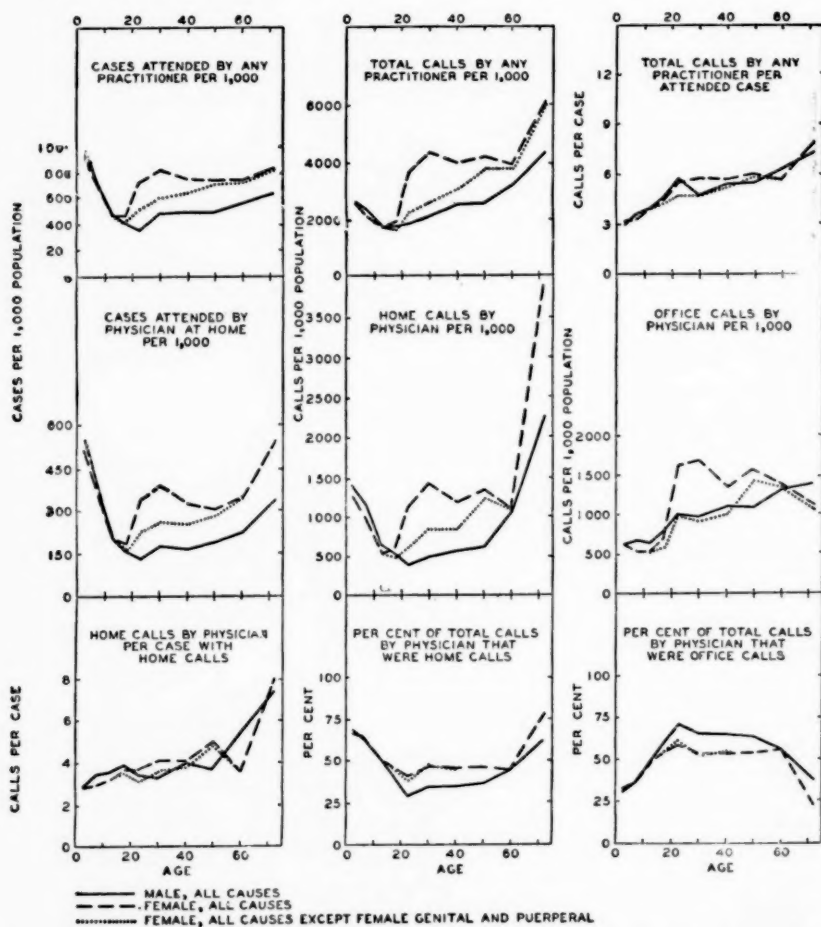 0 20 40 60
0 20 40 60
0 20 40 60
CASES ATTENDED BY ANY
PRACTITIONER PER 1,000
800
600
400
200
0
TOTAL CALLS BY ANY
PRACTITIONER PER 1,000
6000
4000
2000
0
TOTAL CALLS BY ANY
PRACTITIONER PER
ATTENDED CASE
12
9
6
3
0
CALLS PER CASE
CASES PER 1,000 POPULATION
CALLS PER 1,000 POPULATION
CALLS PER 1,000 POPULATION
CASES ATTENDED BY
PHYSICIAN AT HOME
PER 1,000
600
450
300
150
0
HOME CALLS BY
PHYSICIAN PER 1,000
3500
3000
2500
2000
1500
1000
500
0
OFFICE CALLS BY
PHYSICIAN PER 1,000
2000
1500
1000
500
0
HOME CALLS BY PHYSICIAN
PER CASE WITH
HOME CALLS
8
6
4
2
0
CALLS PER CASE
PER CENT OF TOTAL CALLS
BY PHYSICIAN THAT
WERE HOME CALLS
100
75
50
25
0
PER CENT
PER CENT OF TOTAL CALLS
BY PHYSICIAN THAT
WERE OFFICE CALLS
100
75
50
25
0
PER CENT
0 20 40 60
AGE
0 20 40 60
AGE
0 20 40 60
AGE
MALE, ALL CAUSES
FEMALE, ALL CAUSES
FEMALE, ALL CAUSES EXCEPT FEMALE GENITAL AND PUERPERAL